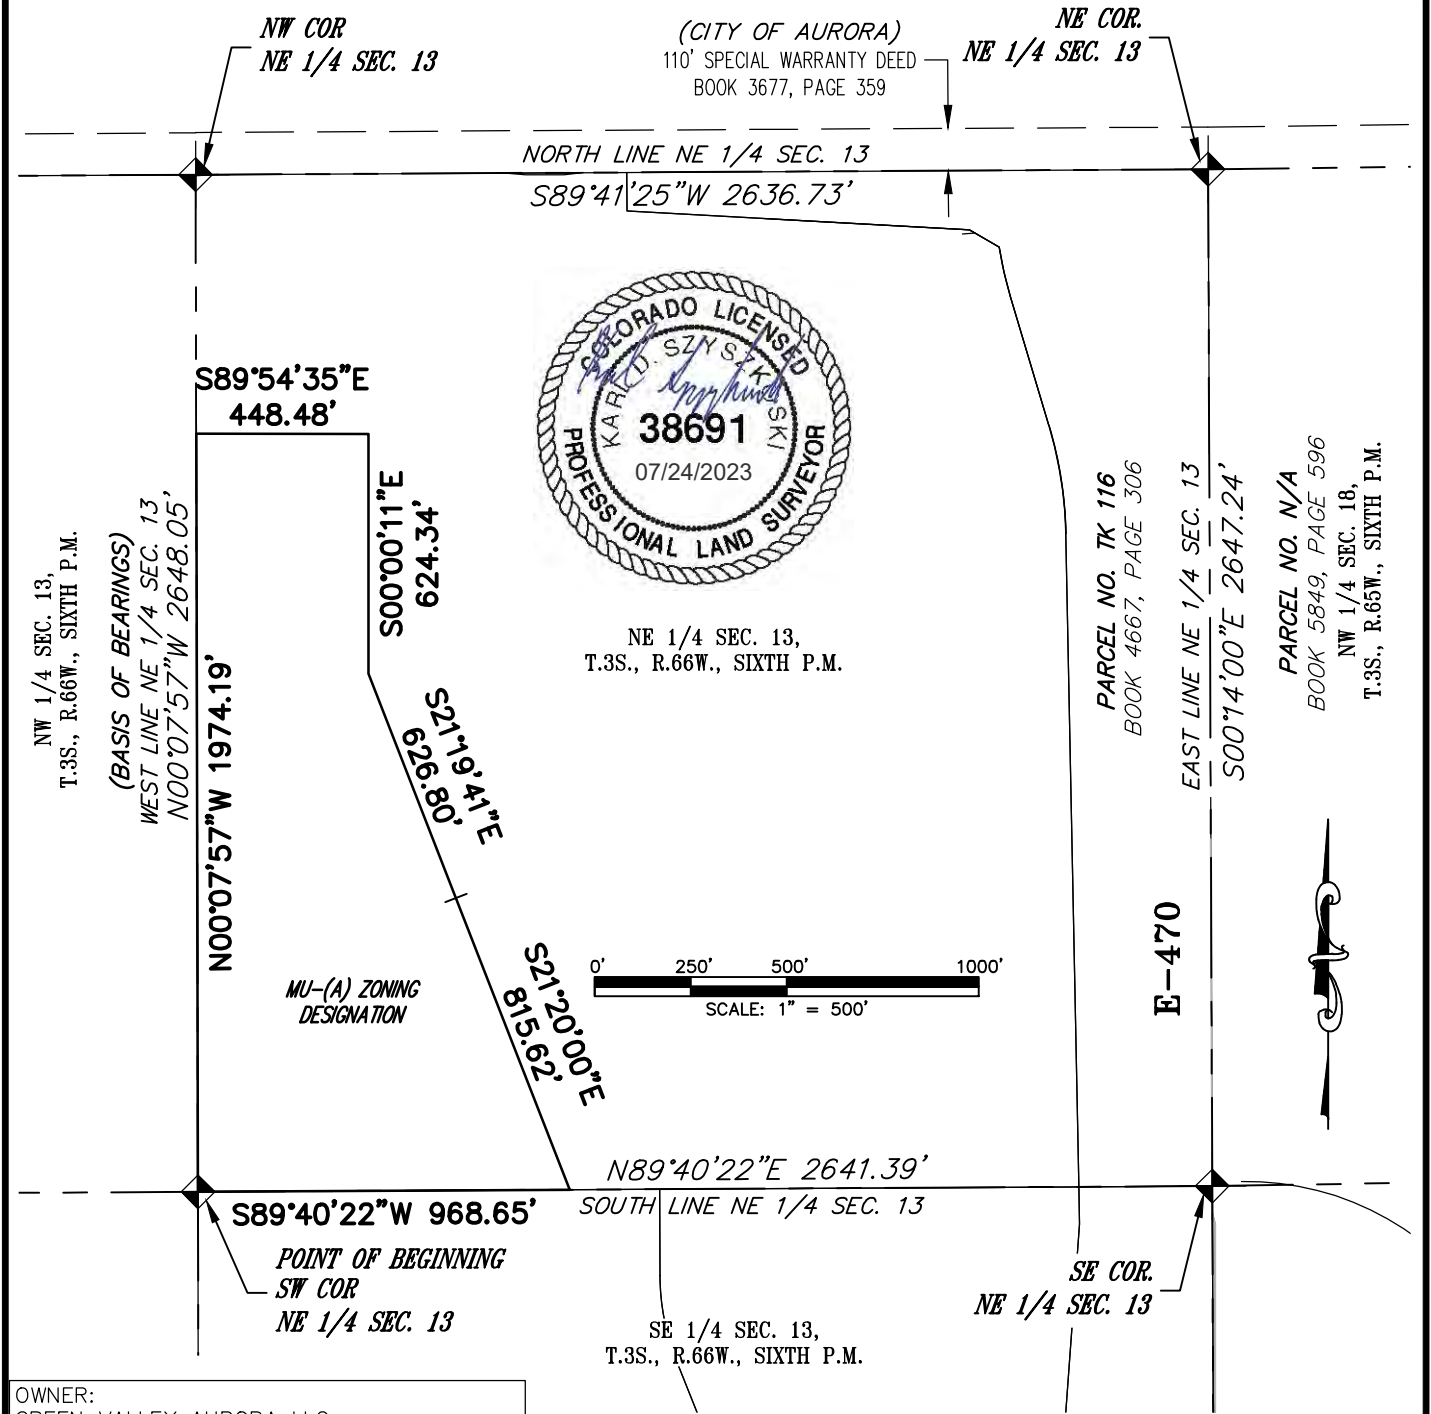 NW COR
NE 1/4 SEC. 13
(CITY OF AURORA)
110' SPECIAL WARRANTY DEED
BOOK 3677, PAGE 359
NE COR.
NE 1/4 SEC. 13
NORTH LINE NE 1/4 SEC. 13
S89°41'25"W 2636.73'
COLORADO LICENSED
PROFESSIONAL LAND SURVEYOR
KARL D. SZYSZKOSKI
38691
07/24/2023
S89°54'35"E
448.48'
S00°00'11"E
624.34'
NW 1/4 SEC. 13,
T.3S., R.66W., SIXTH P.M.
(BASIS OF BEARINGS)
WEST LINE NE 1/4 SEC. 13
N00°07'57"W 2648.05'
N00°07'57"W 1974.19'
NE 1/4 SEC. 13,
T.3S., R.66W., SIXTH P.M.
S21°19'41"E
626.80'
PARCEL NO. TK 116
BOOK 4667, PAGE 306
EAST LINE NE 1/4 SEC. 13
S00°14'00"E 2647.24'
PARCEL NO. N/A
BOOK 5849, PAGE 596
NW 1/4 SEC. 18,
T.3S., R.65W., SIXTH P.M.
MU-(A) ZONING
DESIGNATION
S21°20'00"E
815.62'
0' 250' 500' 1000'
SCALE: 1" = 500'
E-470
N89°40'22"E 2641.39'
SOUTH LINE NE 1/4 SEC. 13
S89°40'22"W 968.65'
POINT OF BEGINNING
SW COR
NE 1/4 SEC. 13
SE COR.
NE 1/4 SEC. 13
SE 1/4 SEC. 13,
T.3S., R.66W., SIXTH P.M.
OWNER:
GREEN VALLEY AURORA LLC